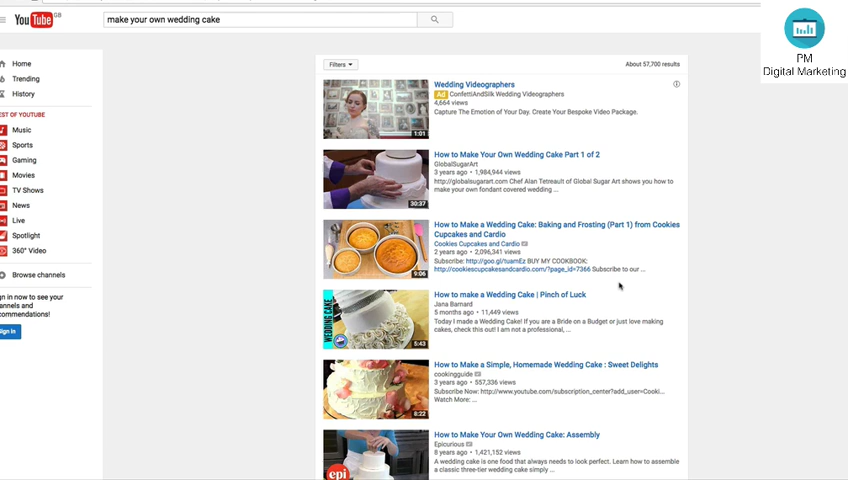 YouTube GB
make your own wedding cake
PM
Digital Marketing
Home
Trending
History
EST OF YOUTUBE
Music
Sports
Gaming
Movies
TV Shows
News
Live
Spotlight
360° Video
Browse channels
gn in now to see your
annels and
commendations!
ign in
Filters
About 57,700 results
1:01
Wedding Videographers
Ad ConfettiAndSilk Wedding Videographers
4,664 views
Capture The Emotion of Your Day. Create Your Bespoke Video Package.
30:37
How to Make Your Own Wedding Cake Part 1 of 2
GlobalSugarArt
3 years ago • 1,984,944 views
http://globalsugarart.com Chef Alan Tetreault of Global Sugar Art shows you how to
make your own fondant covered wedding ...
9:06
How to Make a Wedding Cake: Baking and Frosting (Part 1) from Cookies
Cupcakes and Cardio
Cookies Cupcakes and Cardio
2 years ago • 2,096,341 views
Subscribe: http://goo.gl/tuamEz BUY MY COOKBOOK:
http://cookiescupcakesandcardio.com/?page_id=7366 Subscribe to our ...
WEDDING CAKE
5:43
How to make a Wedding Cake | Pinch of Luck
Jana Barnard
5 months ago • 11,449 views
Today I made a Wedding Cake! If you are a Bride on a Budget or just love making
cakes, check this out! I am not a professional, ...
8:22
How to Make a Simple, Homemade Wedding Cake : Sweet Delights
cookingguide
3 years ago • 557,336 views
Subscribe Now: http://www.youtube.com/subscription_center?add_user=Cooki...
Watch More: ...
epi
How to Make Your Own Wedding Cake: Assembly
Epicurious
8 years ago • 1,421,152 views
A wedding cake is one food that always needs to look perfect. Learn how to assemble
a classic three-tier wedding cake simply ...